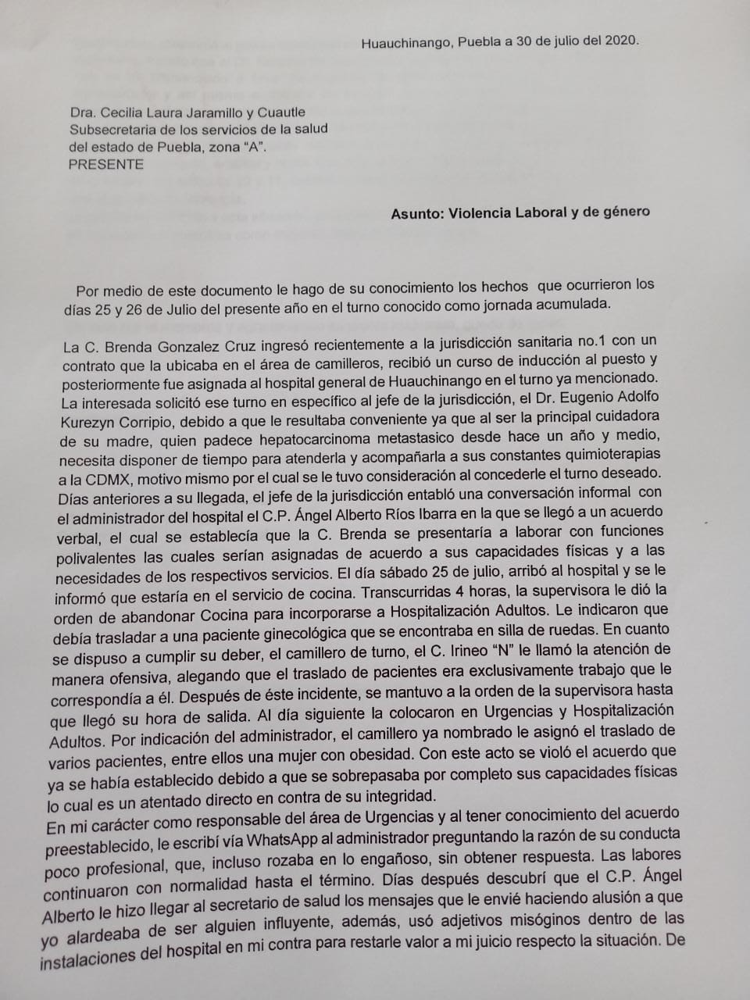 Huauchinango, Puebla a 30 de julio del 2020.
Dra. Cecilia Laura Jaramillo y Cuautle
Subsecretaria de los servicios de la salud
del estado de Puebla, zona “A”.
PRESENTE
Asunto: Violencia Laboral y de género
Por medio de este documento le hago de su conocimiento los hechos que ocurrieron los
días 25 y 26 de Julio del presente año en el turno conocido como jornada acumulada.
La C. Brenda Gonzalez Cruz ingresó recientemente a la jurisdicción sanitaria no.1 con un
contrato que la ubicaba en el área de camilleros, recibió un curso de inducción al puesto y
posteriormente fue asignada al hospital general de Huauchinango en el turno ya mencionado.
La interesada solicitó ese turno en específico al jefe de la jurisdicción, el Dr. Eugenio Adolfo
Kurezyn Corripio, debido a que le resultaba conveniente ya que al ser la principal cuidadora
de su madre, quien padece hepatocarcinoma metastasico desde hace un año y medio,
necesita disponer de tiempo para atenderla y acompañarla a sus constantes quimioterapias
a la CDMX, motivo mismo por el cual se le tuvo consideración al concederle el turno deseado.
Días anteriores a su llegada, el jefe de la jurisdicción entabló una conversación informal con
el administrador del hospital el C.P. Ángel Alberto Ríos Ibarra en la que se llegó a un acuerdo
verbal, el cual se establecía que la C. Brenda se presentaría a laborar con funciones
polivalentes las cuales serían asignadas de acuerdo a sus capacidades físicas y a las
necesidades de los respectivos servicios. El día sábado 25 de julio, arribó al hospital y se le
informó que estaría en el servicio de cocina. Transcurridas 4 horas, la supervisora le dió la
orden de abandonar Cocina para incorporarse a Hospitalización Adultos. Le indicaron que
debía trasladar a una paciente ginecológica que se encontraba en silla de ruedas. En cuanto
se dispuso a cumplir su deber, el camillero de turno, el C. Irineo “N” le llamó la atención de
manera ofensiva, alegando que el traslado de pacientes era exclusivamente trabajo que le
correspondía a él. Después de éste incidente, se mantuvo a la orden de la supervisora hasta
que llegó su hora de salida. Al día siguiente la colocaron en Urgencias y Hospitalización
Adultos. Por indicación del administrador, el camillero ya nombrado le asignó el traslado de
varios pacientes, entre ellos una mujer con obesidad. Con este acto se violó el acuerdo que
ya se había establecido debido a que se sobrepasaba por completo sus capacidades físicas
lo cual es un atentado directo en contra de su integridad.
En mi carácter como responsable del área de Urgencias y al tener conocimiento del acuerdo
preestablecido, le escribí vía WhatsApp al administrador preguntando la razón de su conducta
poco profesional, que, incluso rozaba en lo engañoso, sin obtener respuesta. Las labores
continuaron con normalidad hasta el término. Días después descubrí que el C.P. Ángel
Alberto le hizo llegar al secretario de salud los mensajes que le envié haciendo alusión a que
yo alardeaba de ser alguien influyente, además, usó adjetivos misóginos dentro de las
instalaciones del hospital en mi contra para restarle valor a mi juicio respecto la situación. De